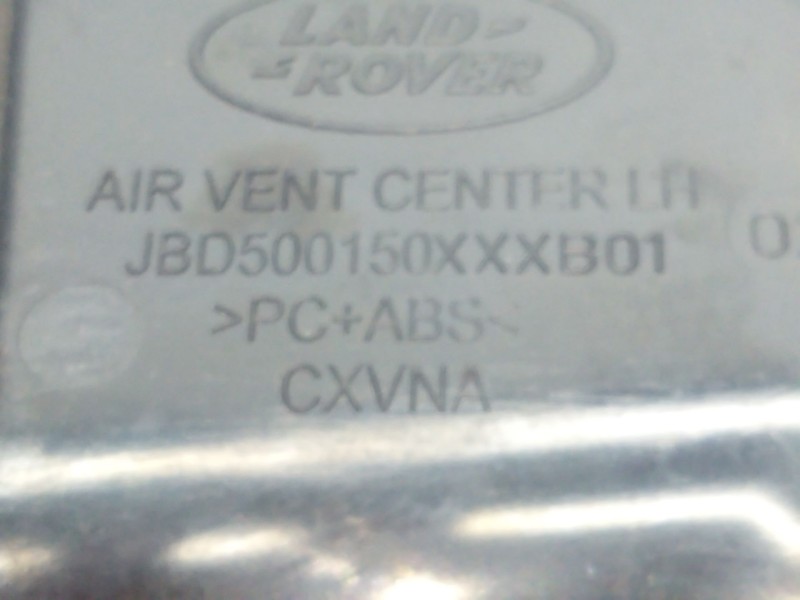 LAND
ROVER
AIR VENT CENTER LH
JBD500150XXXB01
>PC+ABS<
CXVNA